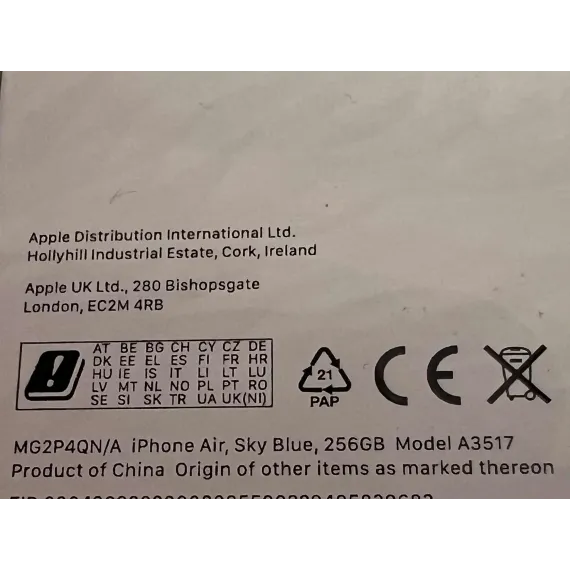 Apple Distribution International Ltd.
Hollyhill Industrial Estate, Cork, Ireland
Apple UK Ltd., 280 Bishopsgate
London, EC2M 4RB
AT BE BG CH CY CZ DE
DK EE EL ES FI FR HR
HU IE IS IT LI LT LU
LV MT NL NO PL PT RO
SE SI SK TR UA UK(NI)
21
PAP
CE
MG2P4QN/A iPhone Air, Sky Blue, 256GB Model A3517
Product of China Origin of other items as marked thereon